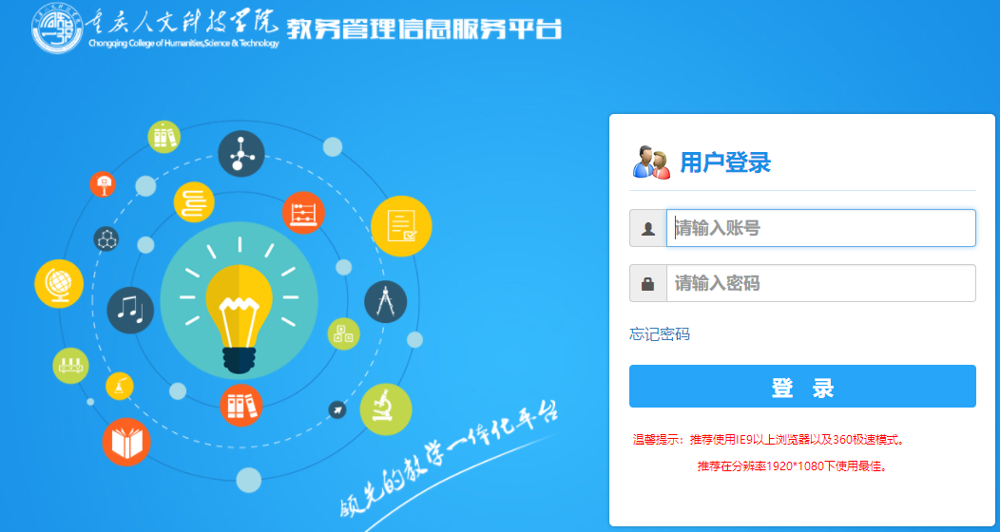 重庆人文科技学院
Chongqing College of Humanities,Science & Technology
教务管理信息服务平台
用户登录
请输入账号
请输入密码
忘记密码
登 录
温馨提示：推荐使用IE9以上浏览器以及360极速模式。
推荐在分辨率1920*1080下使用最佳。
领先的教学一体化平台